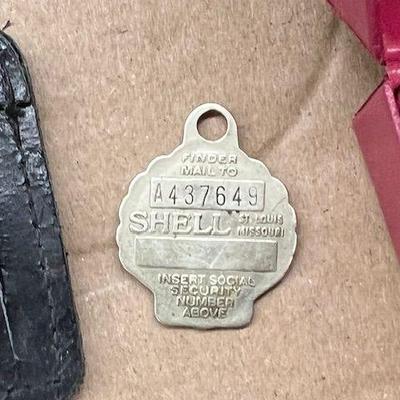 FINDER
MAIL TO
A437649
SHELL ST. LOUIS
MISSOURI
INSERT SOCIAL
SECURITY
NUMBER
ABOVE